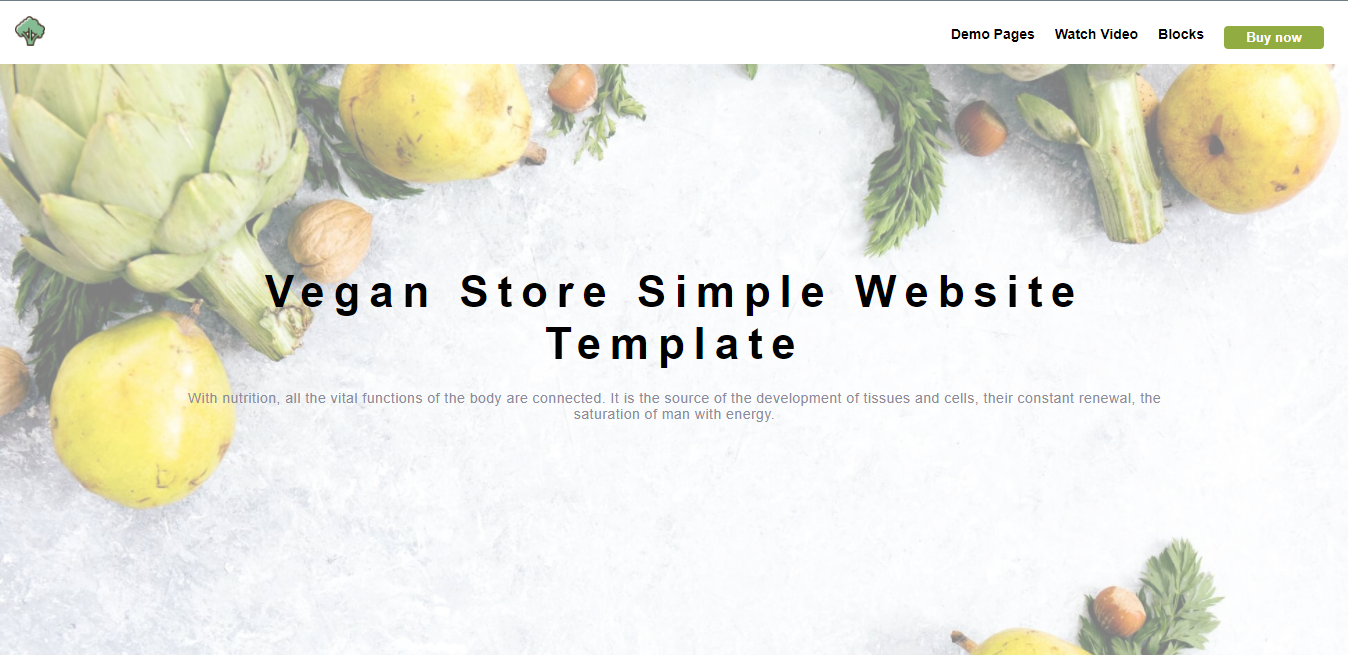 Demo Pages Watch Video Blocks Buy now
Vegan Store Simple Website
Template
With nutrition, all the vital functions of the body are connected. It is the source of the development of tissues and cells, their constant renewal, the
saturation of man with energy.